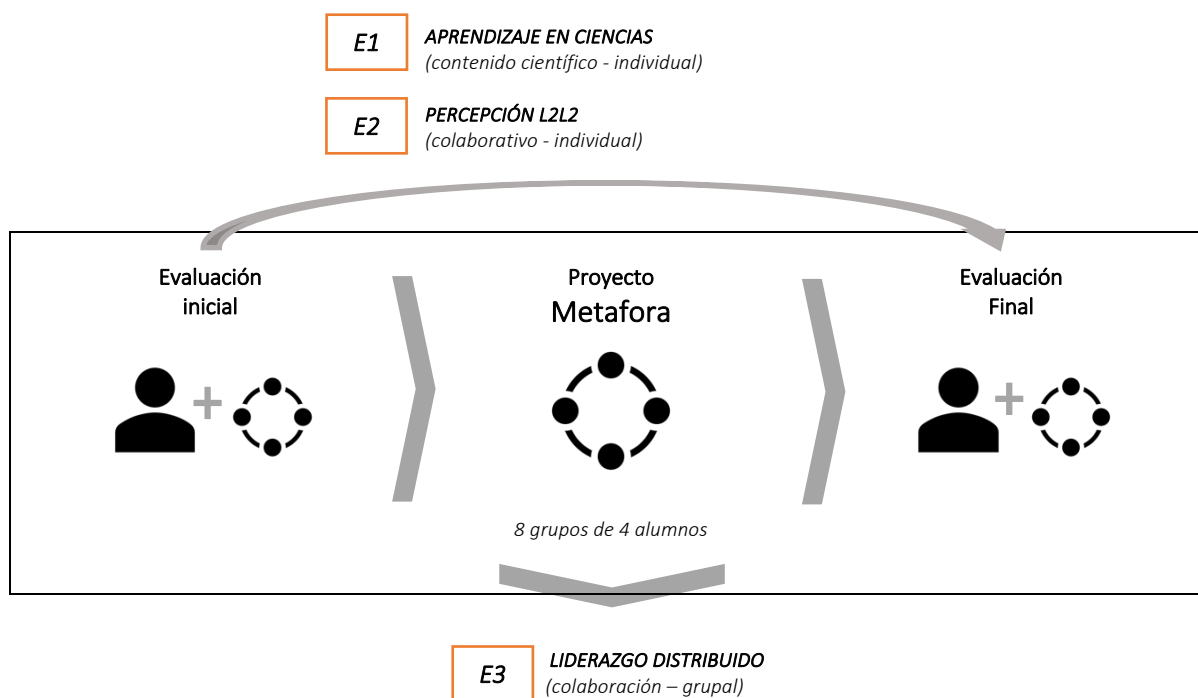 E1
APRENDIZAJE EN CIENCIAS
(contenido científico - individual)
E2
PERCEPCIÓN L2L2
(colaborativo - individual)
Evaluación
inicial
Proyecto
Metafora
Evaluación
Final
8 grupos de 4 alumnos
E3
LIDERAZGO DISTRIBUIDO
(colaboración – grupal)